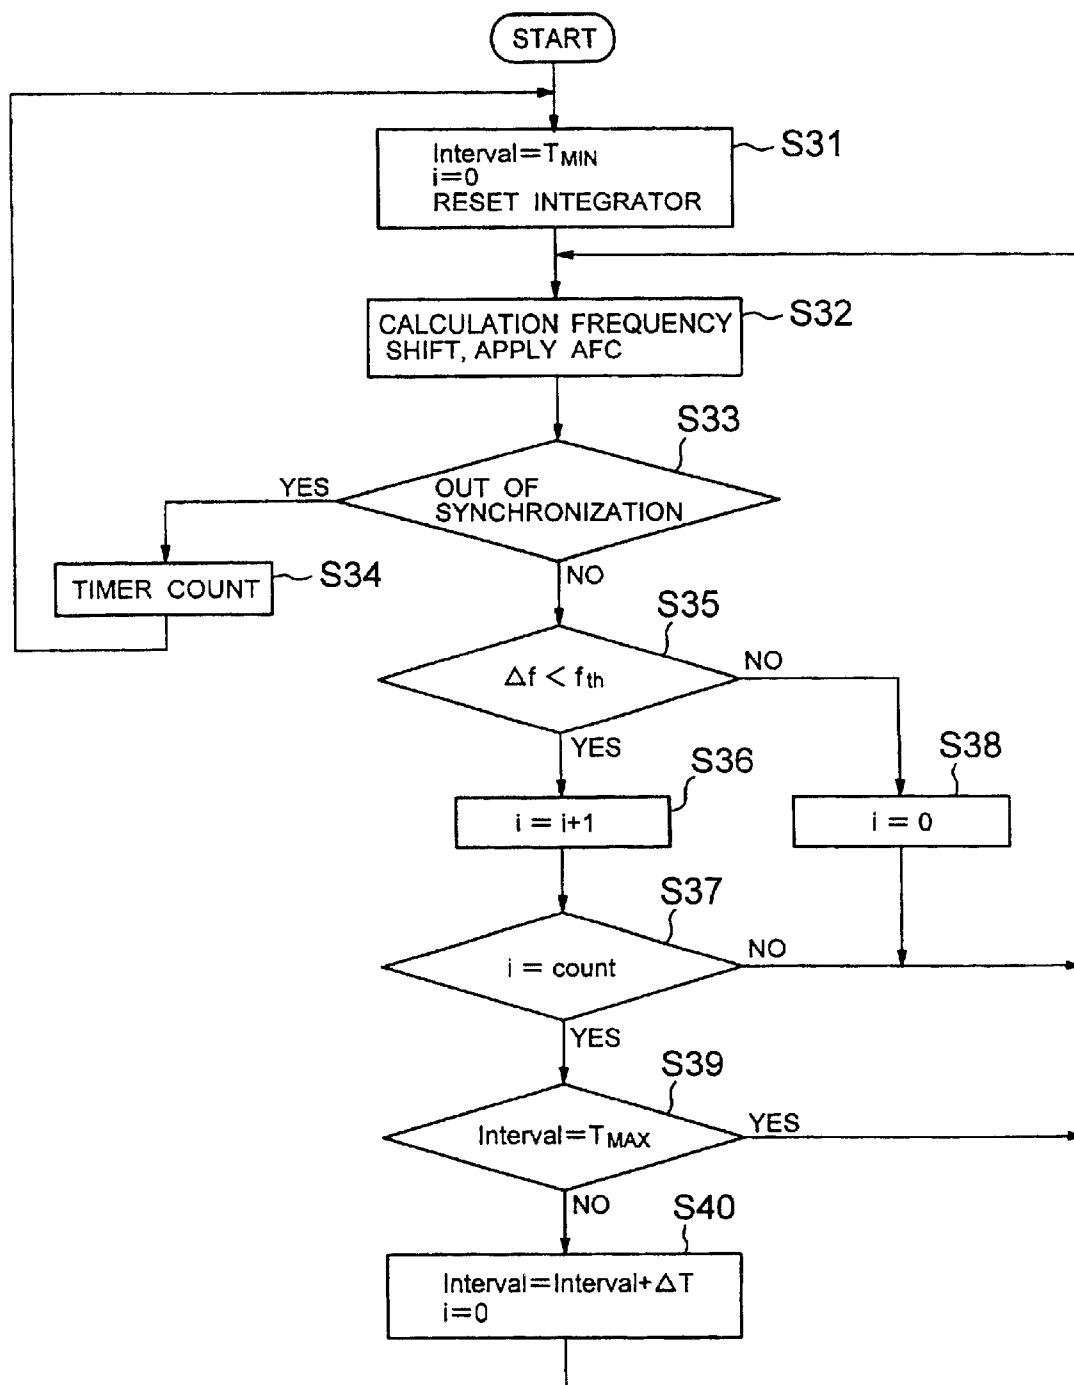 START
Interval=TMIN
i=0
RESET INTEGRATOR
S31
CALCULATION FREQUENCY
SHIFT, APPLY AFC
S32
S33
YES
OUT OF
SYNCHRONIZATION
NO
TIMER COUNT
S34
S35
Δf < fth
NO
YES
S36
i = i+1
S38
i = 0
S37
i = count
NO
YES
S39
Interval=TMAX
YES
NO
S40
Interval=Interval+ΔT
i=0